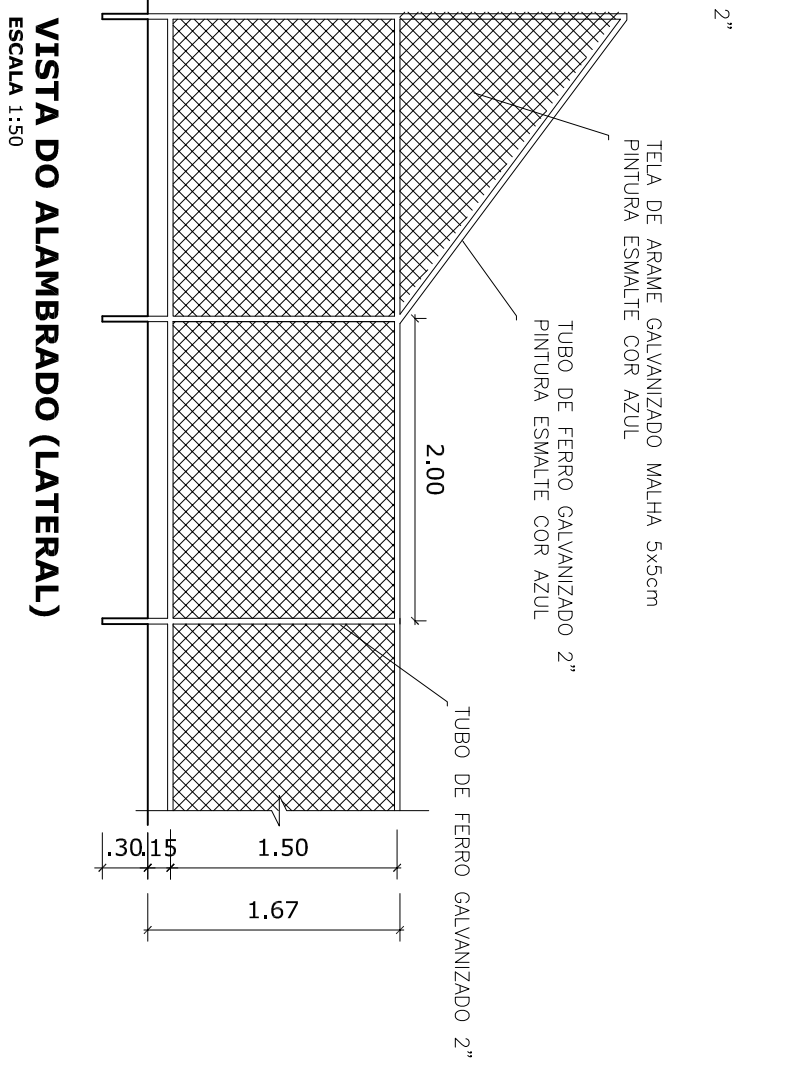 2"
TELA DE ARAME GALVANIZADO MALHA 5x5cm
PINTURA ESMALTE COR AZUL
TUBO DE FERRO GALVANIZADO 2"
PINTURA ESMALTE COR AZUL
2.00
TUBO DE FERRO GALVANIZADO 2"
.30
.15
1.50
1.67
VISTA DO ALAMBRADO (LATERAL)
ESCALA 1:50